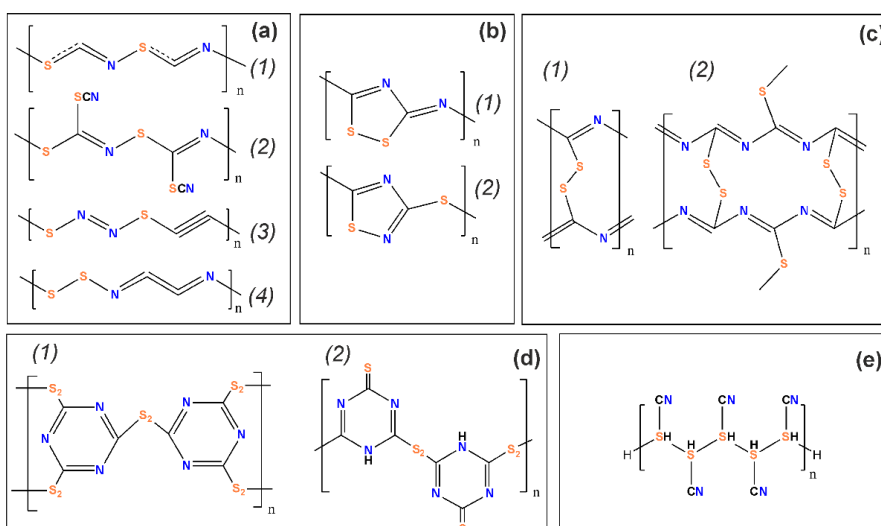 (a)
S N S N
(1)
n
SCN
S N S N
(2)
SCN
n
S N N S
(3)
n
S S N N
(4)
n
(b)
N
N
(1)
S S
n
N
S
(2)
S N
n
(c)
(1)
N
S
S
N
n
(2)
S
N N N
S S
S S
N N N
S
n
(d)
(1)
S2 S2
N N
S2
N N
N N
S2 S2
n
(2)
S
N N
N H
H N
S2 S2
N N
S
n
(e)
CN CN CN
SH SH SH
H H S H S H
n
CN CN